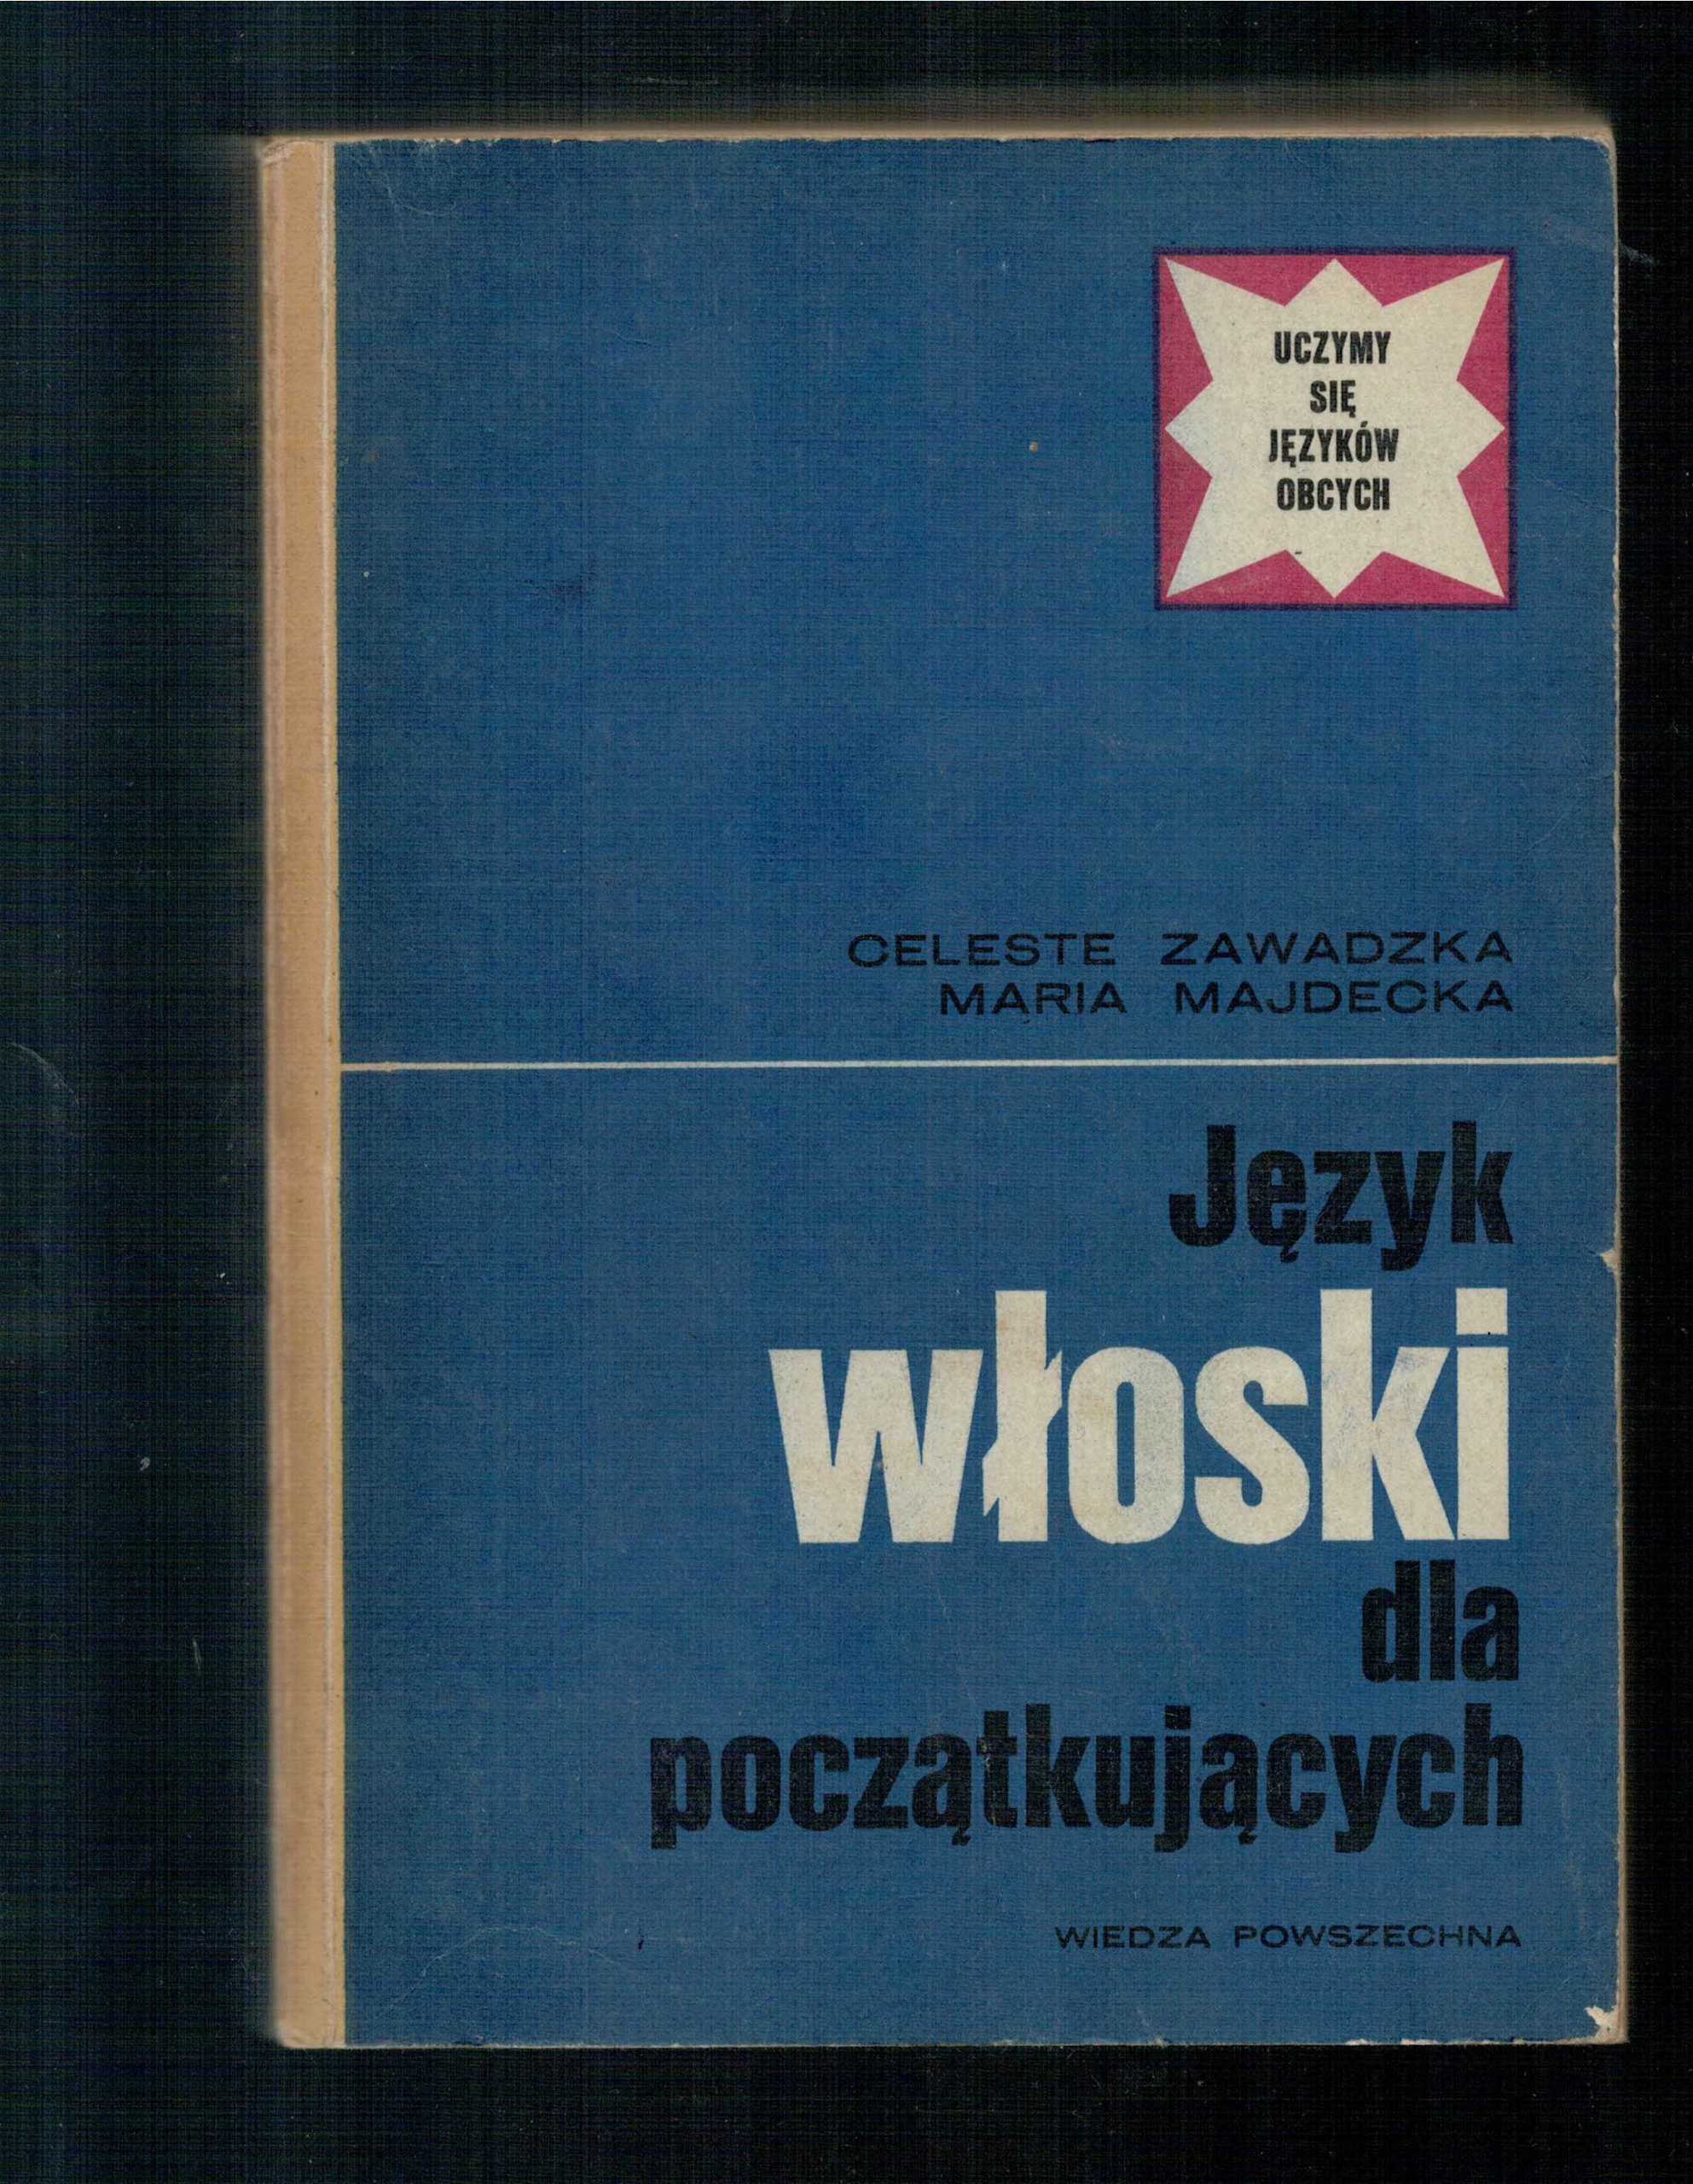 UCZYMY
SIĘ
JĘZYKÓW
OBCYCH
CELESTE ZAWADZKA
MARIA MAJDECKA
Język
włoski
dla
początkujących
WIEDZA POWSZECHNA